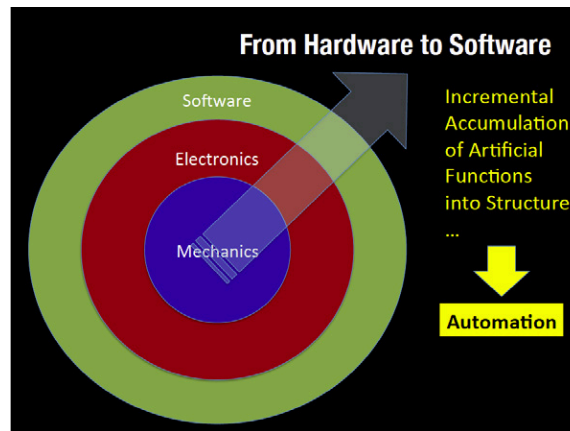 From Hardware to Software
Software
Electronics
Mechanics
Incremental
Accumulation
of Artificial
Functions
into Structure
...
Automation